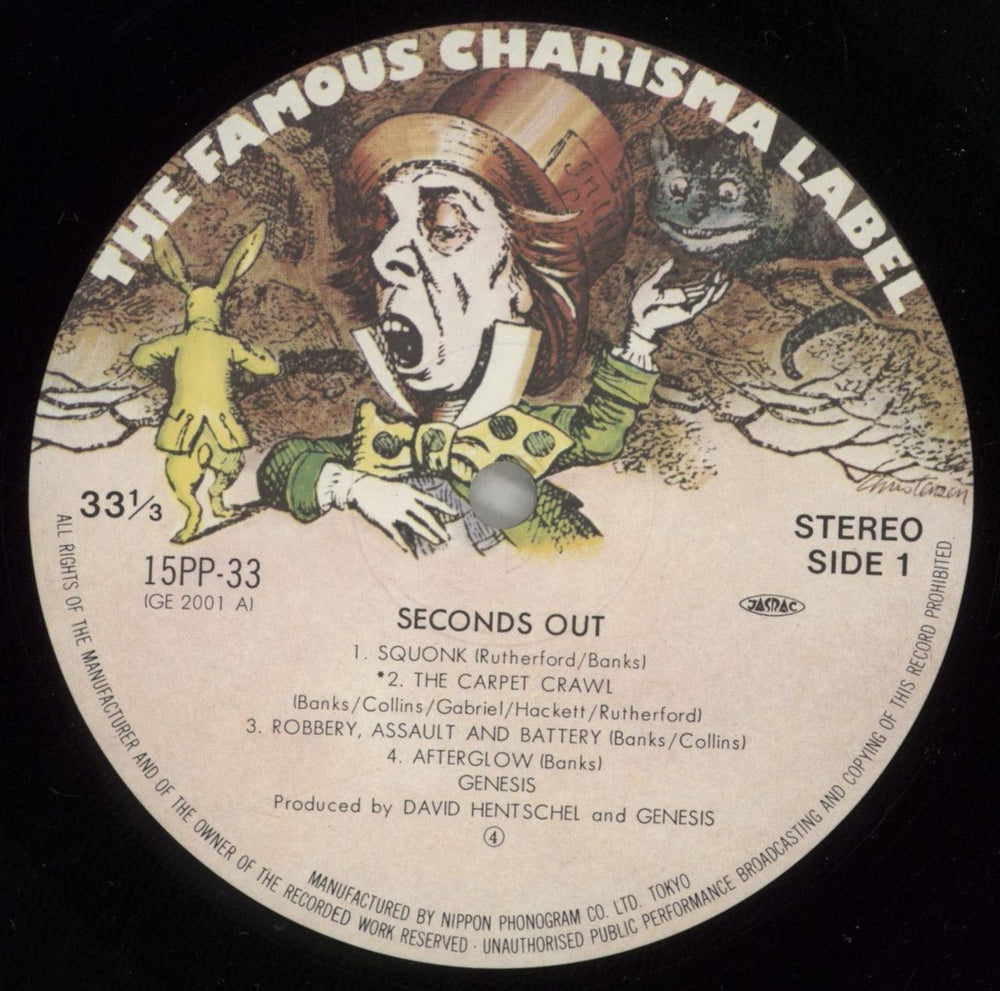 THE FAMOUS CHARISMA LABEL
Christensen
33⅓
STEREO
SIDE 1
15PP-33
(GE 2001 A)
JASRAC
SECONDS OUT
1. SQUONK (Rutherford/Banks)
*2. THE CARPET CRAWL
(Banks/Collins/Gabriel/Hackett/Rutherford)
3. ROBBERY, ASSAULT AND BATTERY (Banks/Collins)
4. AFTERGLOW (Banks)
GENESIS
Produced by DAVID HENTSCHEL and GENESIS
④
MANUFACTURED BY NIPPON PHONOGRAM CO. LTD. TOKYO
ALL RIGHTS OF THE MANUFACTURER AND OF THE OWNER OF THE RECORDED WORK RESERVED · UNAUTHORISED PUBLIC PERFORMANCE BROADCASTING AND COPYING OF THIS RECORD PROHIBITED.